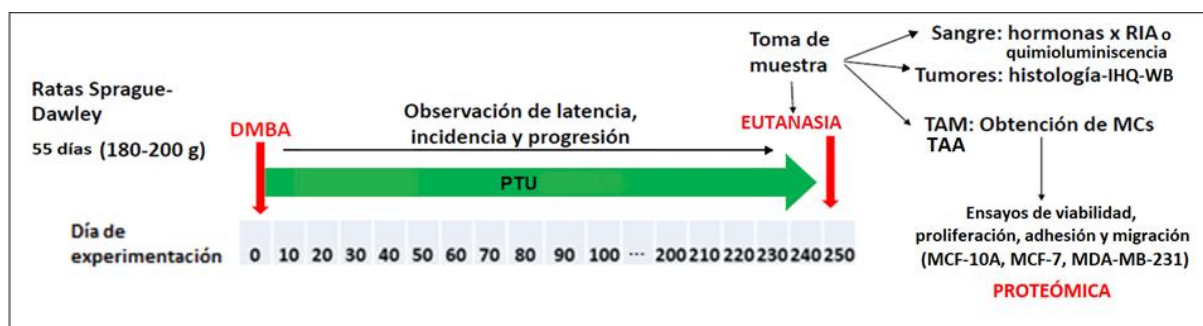 Ratas Sprague-
Dawley
55 días (180-200 g)
DMBA
Observación de latencia,
incidencia y progresión
PTU
Toma de
muestra
EUTANASIA
Día de
experimentación
0 10 20 30 40 50 60 70 80 90 100 ... 200 210 220 230 240 250
Sangre: hormonas x RIA o
quimioluminiscencia
Tumores: histología-IHQ-WB
TAM: Obtención de MCs
TAA
Ensayos de viabilidad,
proliferación, adhesión y migración
(MCF-10A, MCF-7, MDA-MB-231)
PROTEÓMICA